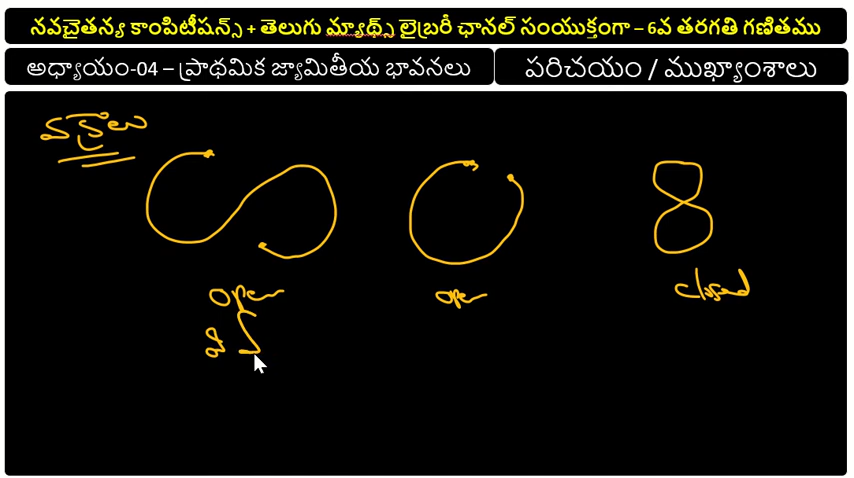 నవచైతన్య కాంపిటీషన్స్ + తెలుగు మ్యాథ్స్ లైబ్రరీ ఛానల్ సంయుక్తంగా – 6వ తరగతి గణితము
అధ్యాయం-04 – ప్రాథమిక జ్యామితీయ భావనలు
పరిచయం / ముఖ్యాంశాలు
వక్రాలు
open
open
closed